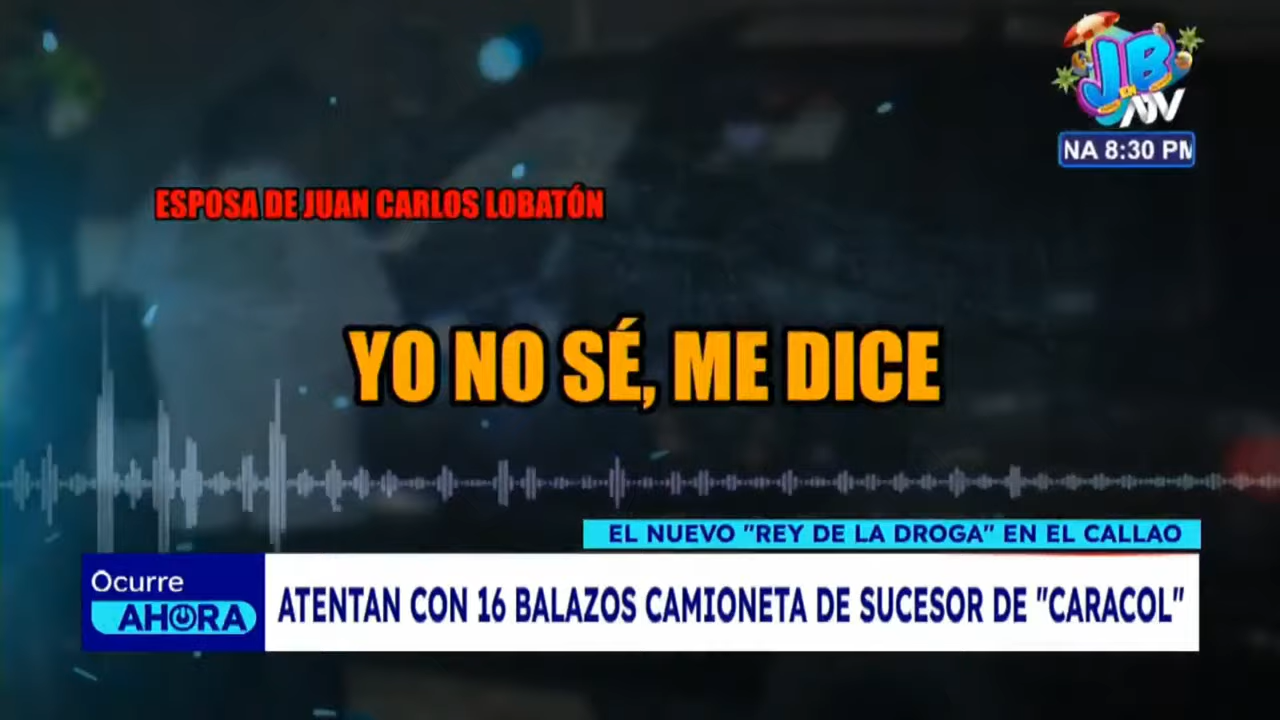 JB
EN
ATV
NA 8:30 PM
ESPOSA DE JUAN CARLOS LOBATÓN
YO NO SÉ, ME DICE
EL NUEVO "REY DE LA DROGA" EN EL CALLAO
Ocurre
AHORA
ATENTAN CON 16 BALAZOS CAMIONETA DE SUCESOR DE "CARACOL"